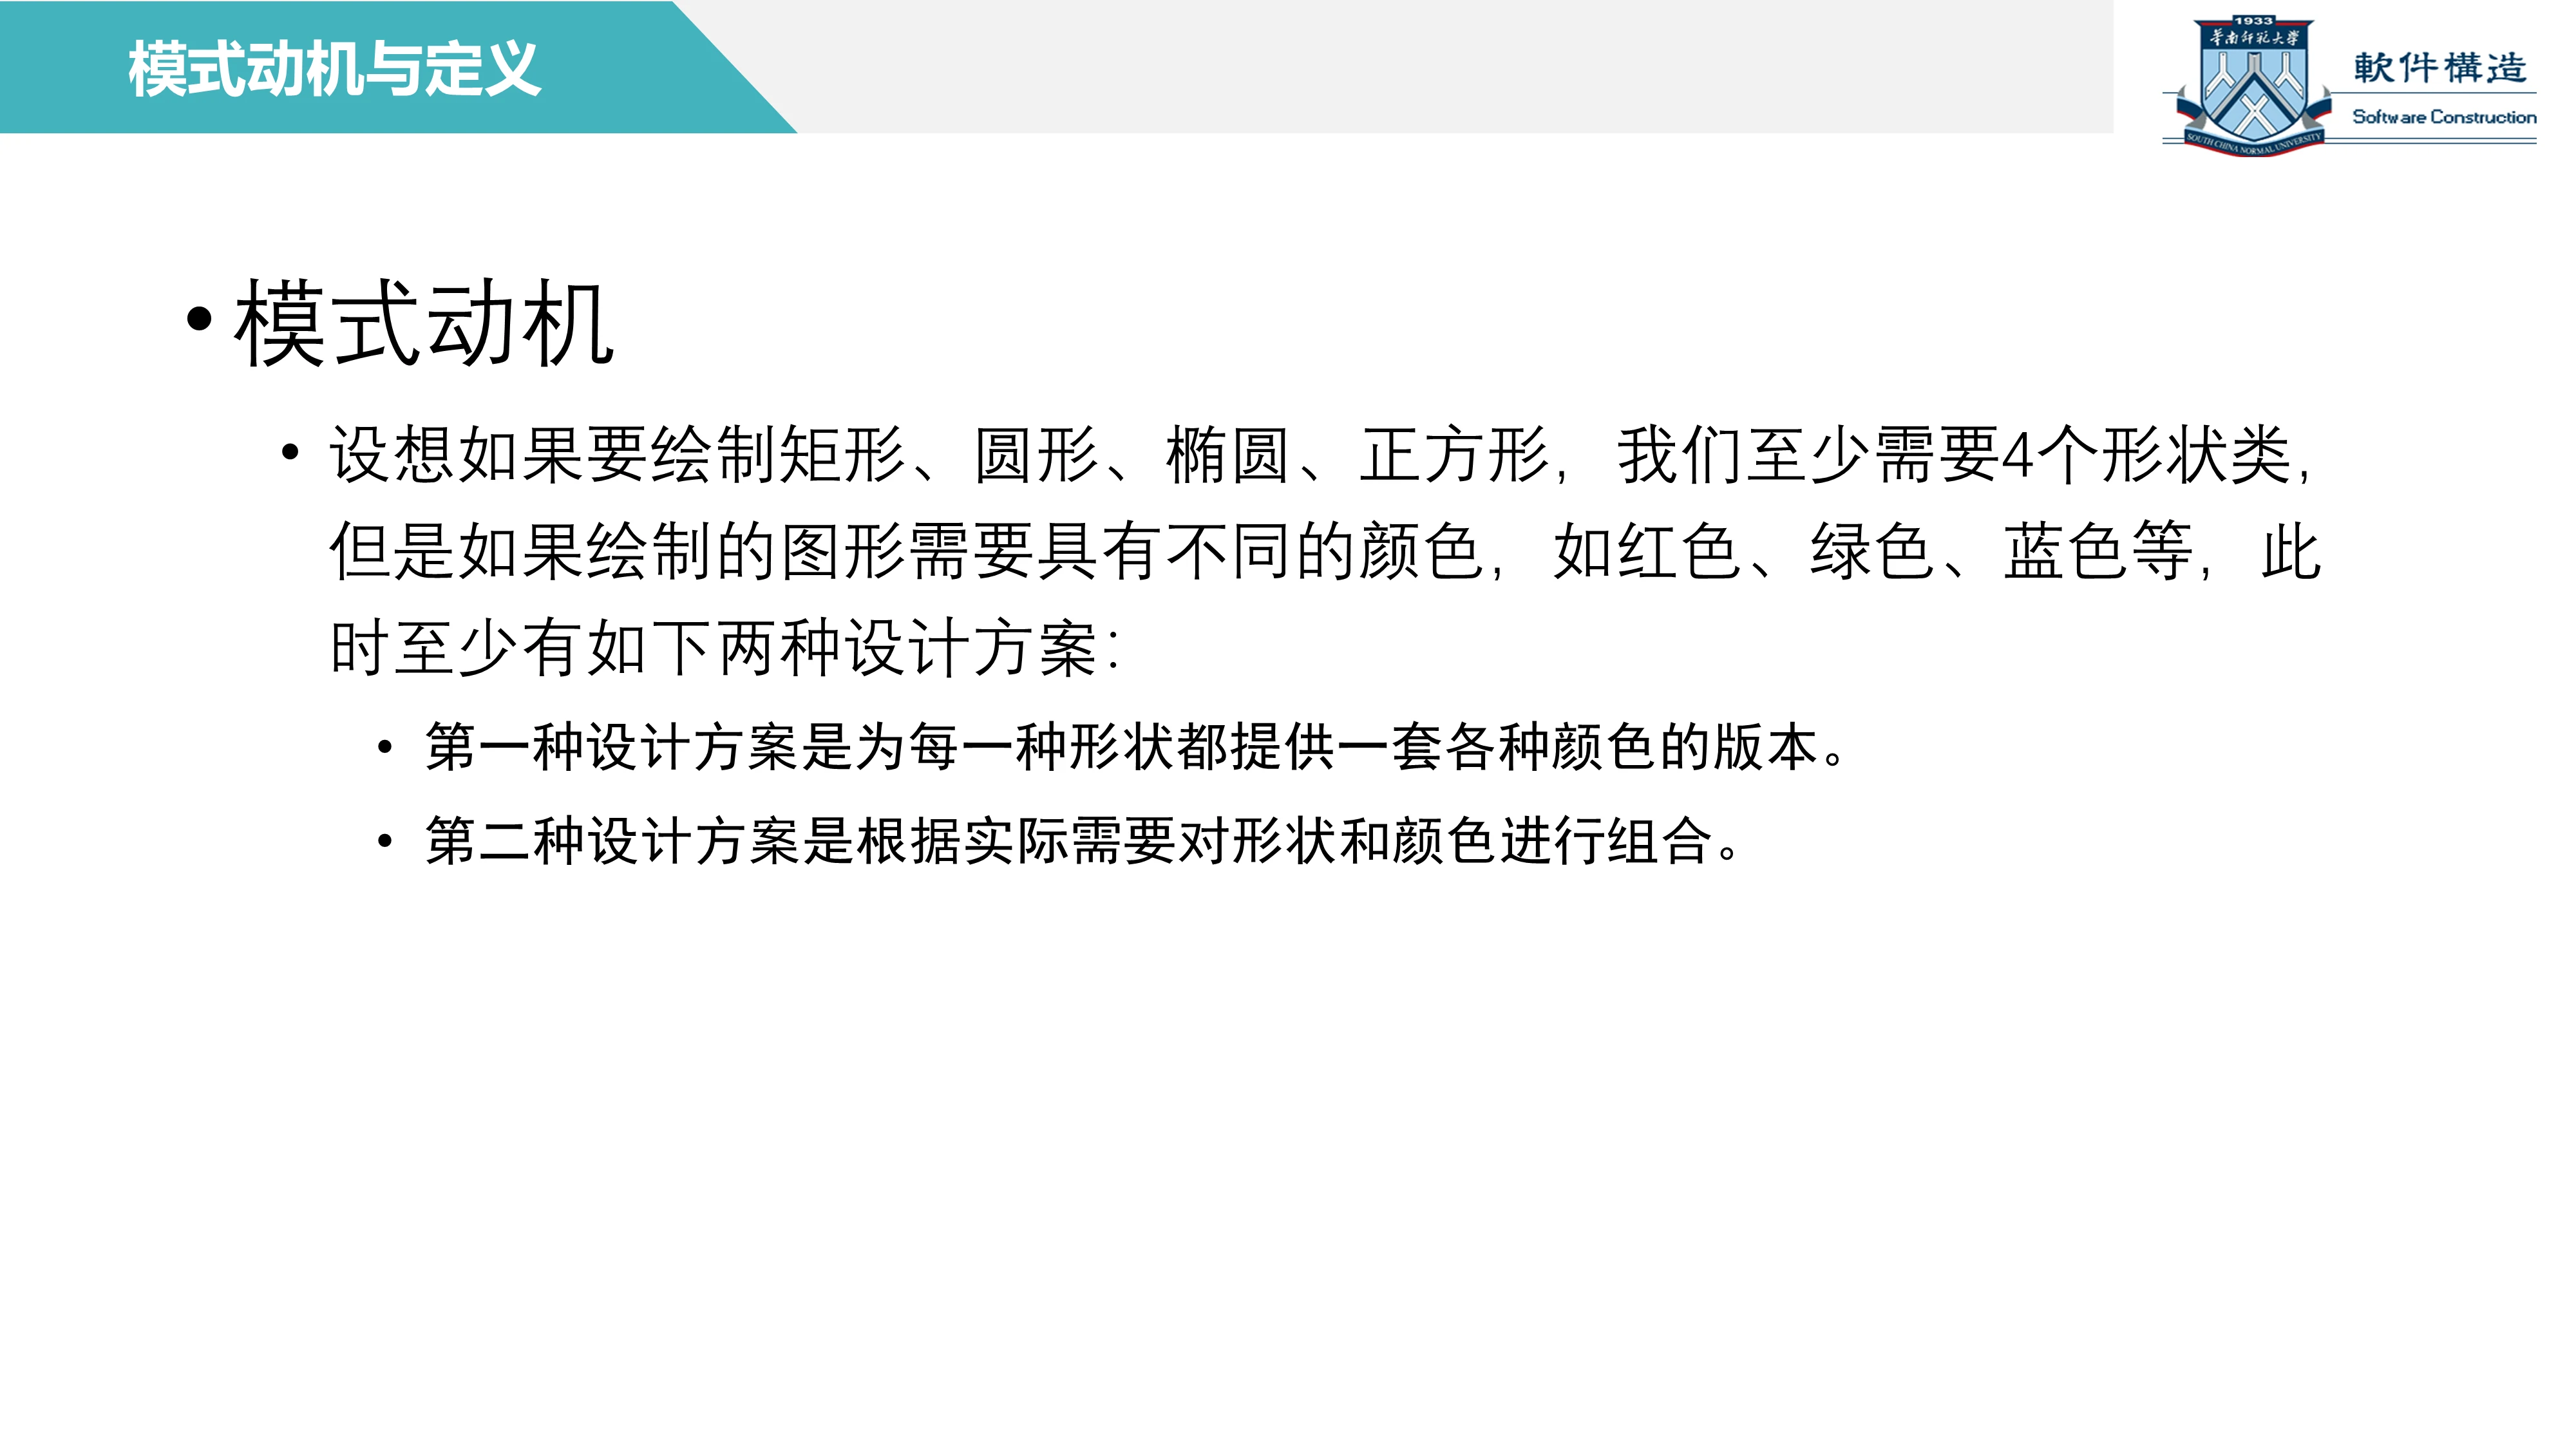 模式动机与定义
1933
华南师范大学
軟件構造
Software Construction
SOUTH CHINA NORMAL UNIVERSITY
•模式动机
• 设想如果要绘制矩形、圆形、椭圆、正方形，我们至少需要4个形状类，
但是如果绘制的图形需要具有不同的颜色，如红色、绿色、蓝色等，此
时至少有如下两种设计方案：
• 第一种设计方案是为每一种形状都提供一套各种颜色的版本。
• 第二种设计方案是根据实际需要对形状和颜色进行组合。